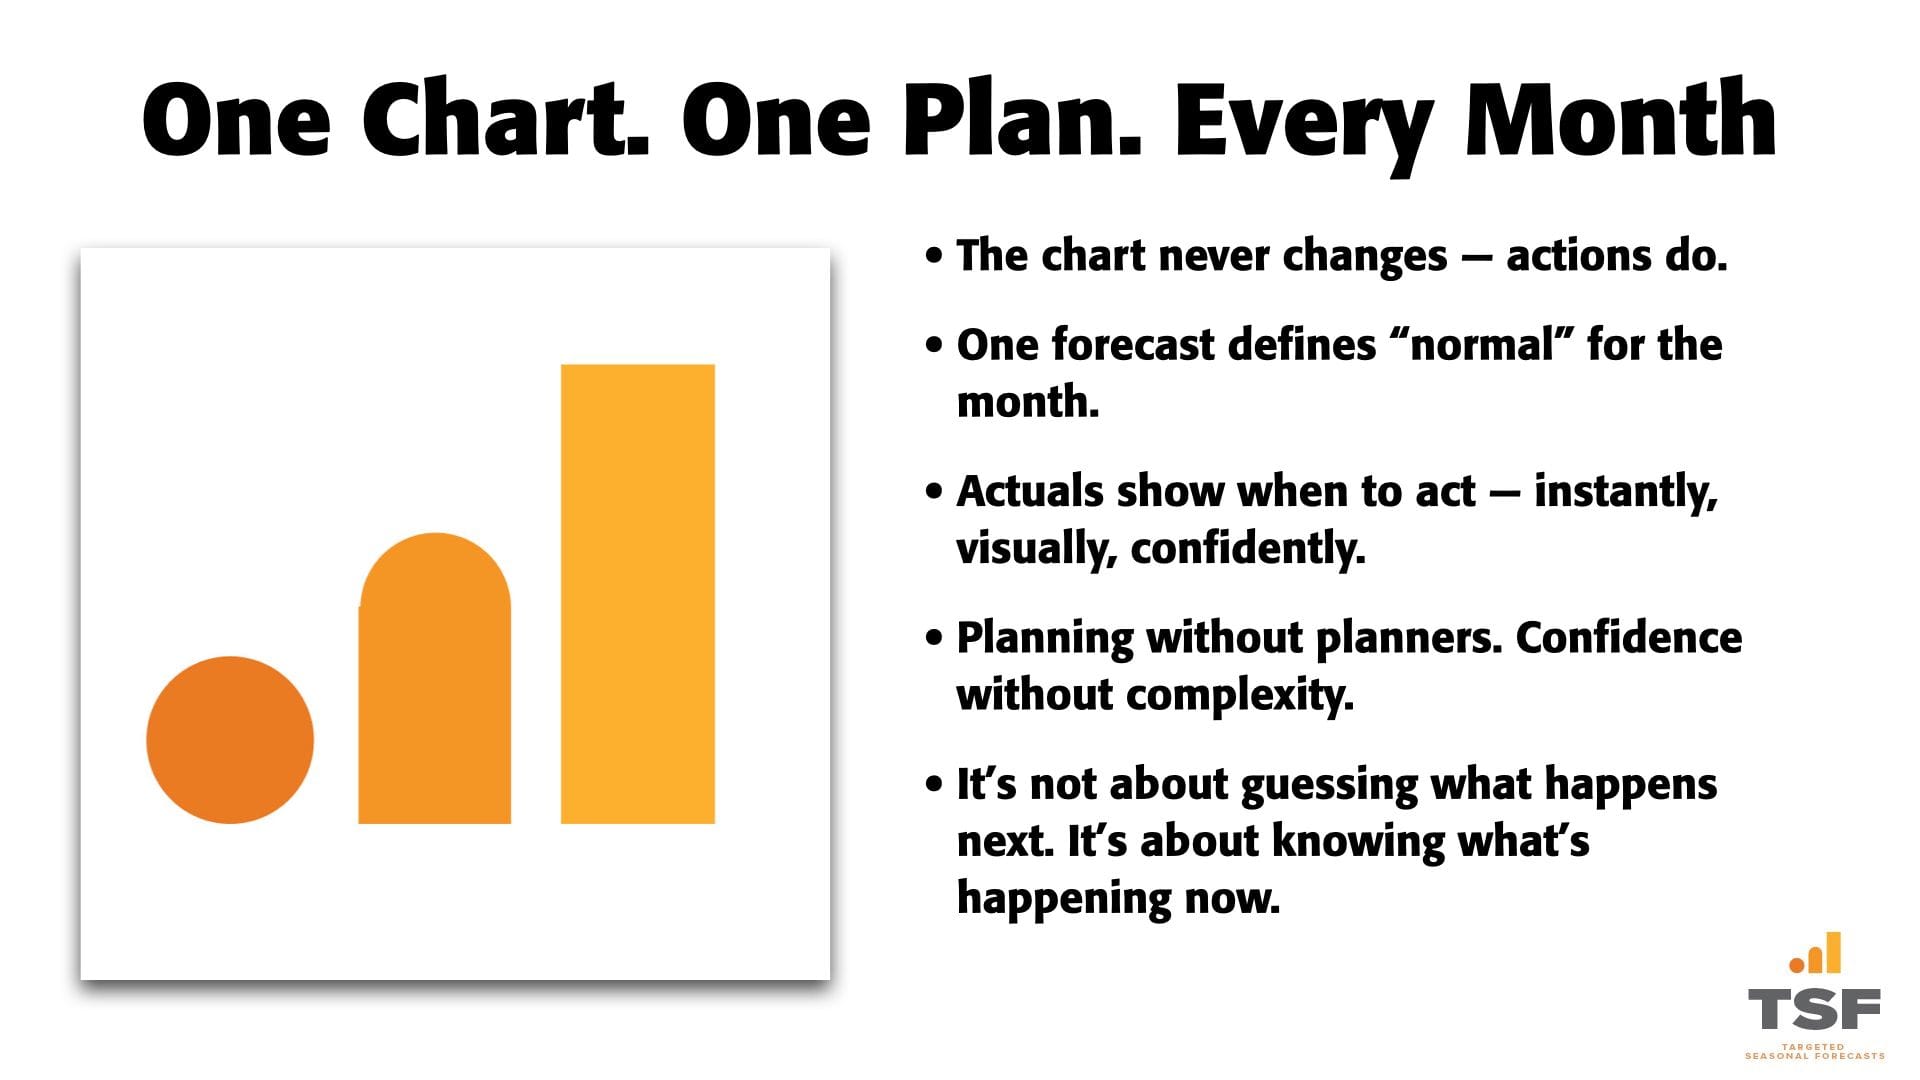 One Chart. One Plan. Every Month
• The chart never changes — actions do.
• One forecast defines “normal” for the
month.
• Actuals show when to act — instantly,
visually, confidently.
• Planning without planners. Confidence
without complexity.
• It’s not about guessing what happens
next. It’s about knowing what’s
happening now.
TSF
TARGETED
SEASONAL FORECASTS